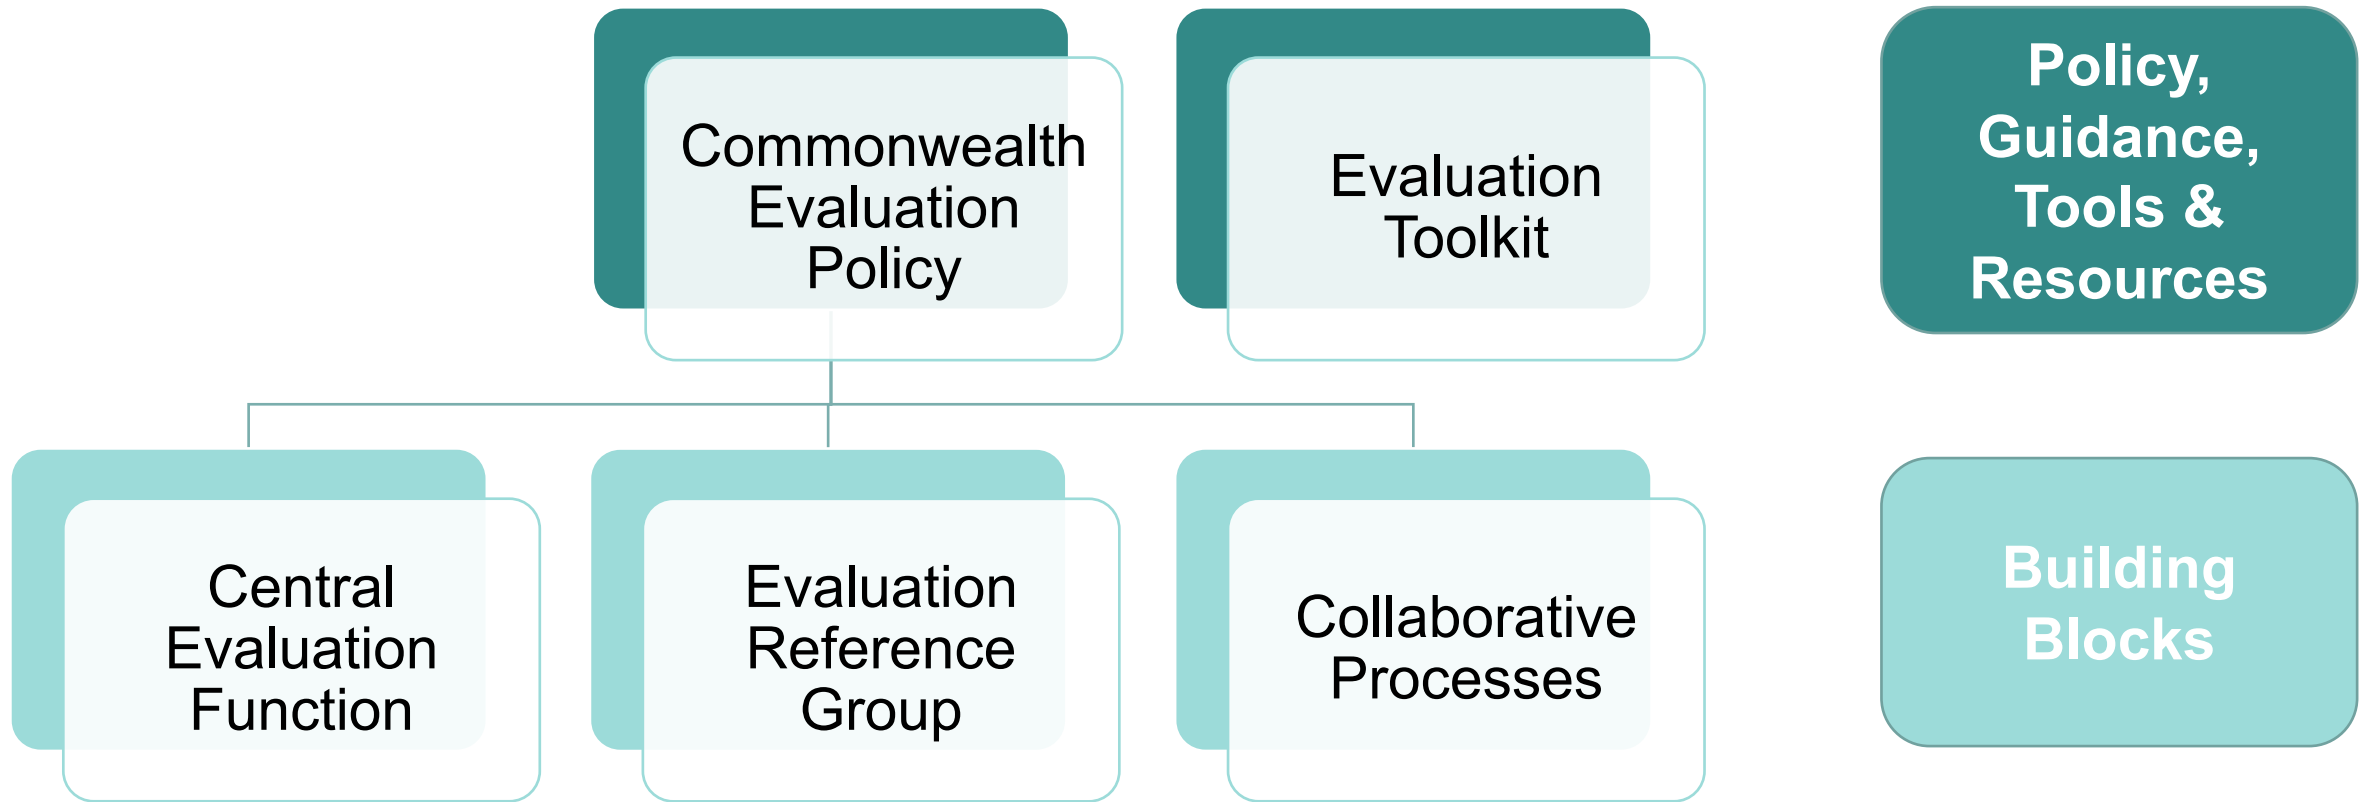 Commonwealth
Evaluation
Policy
Evaluation
Toolkit
Policy,
Guidance,
Tools &
Resources
Central
Evaluation
Function
Evaluation
Reference
Group
Collaborative
Processes
Building
Blocks